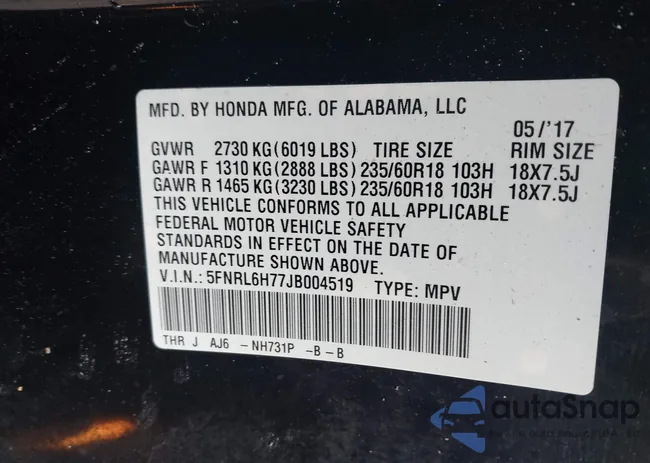 MFD. BY HONDA MFG. OF ALABAMA, LLC
05/'17
GVWR 2730 KG(6019 LBS) TIRE SIZE RIM SIZE
GAWR F 1310 KG(2888 LBS)235/60R18 103H 18X7.5J
GAWR R 1465 KG(3230 LBS)235/60R18 103H 18X7.5J
THIS VEHICLE CONFORMS TO ALL APPLICABLE
FEDERAL MOTOR VEHICLE SAFETY
STANDARDS IN EFFECT ON THE DATE OF
MANUFACTURE SHOWN ABOVE.
V.I.N.: 5FNRL6H77JB004519 TYPE: MPV
THR J AJ6 - NH731P -B - B
autoSnap